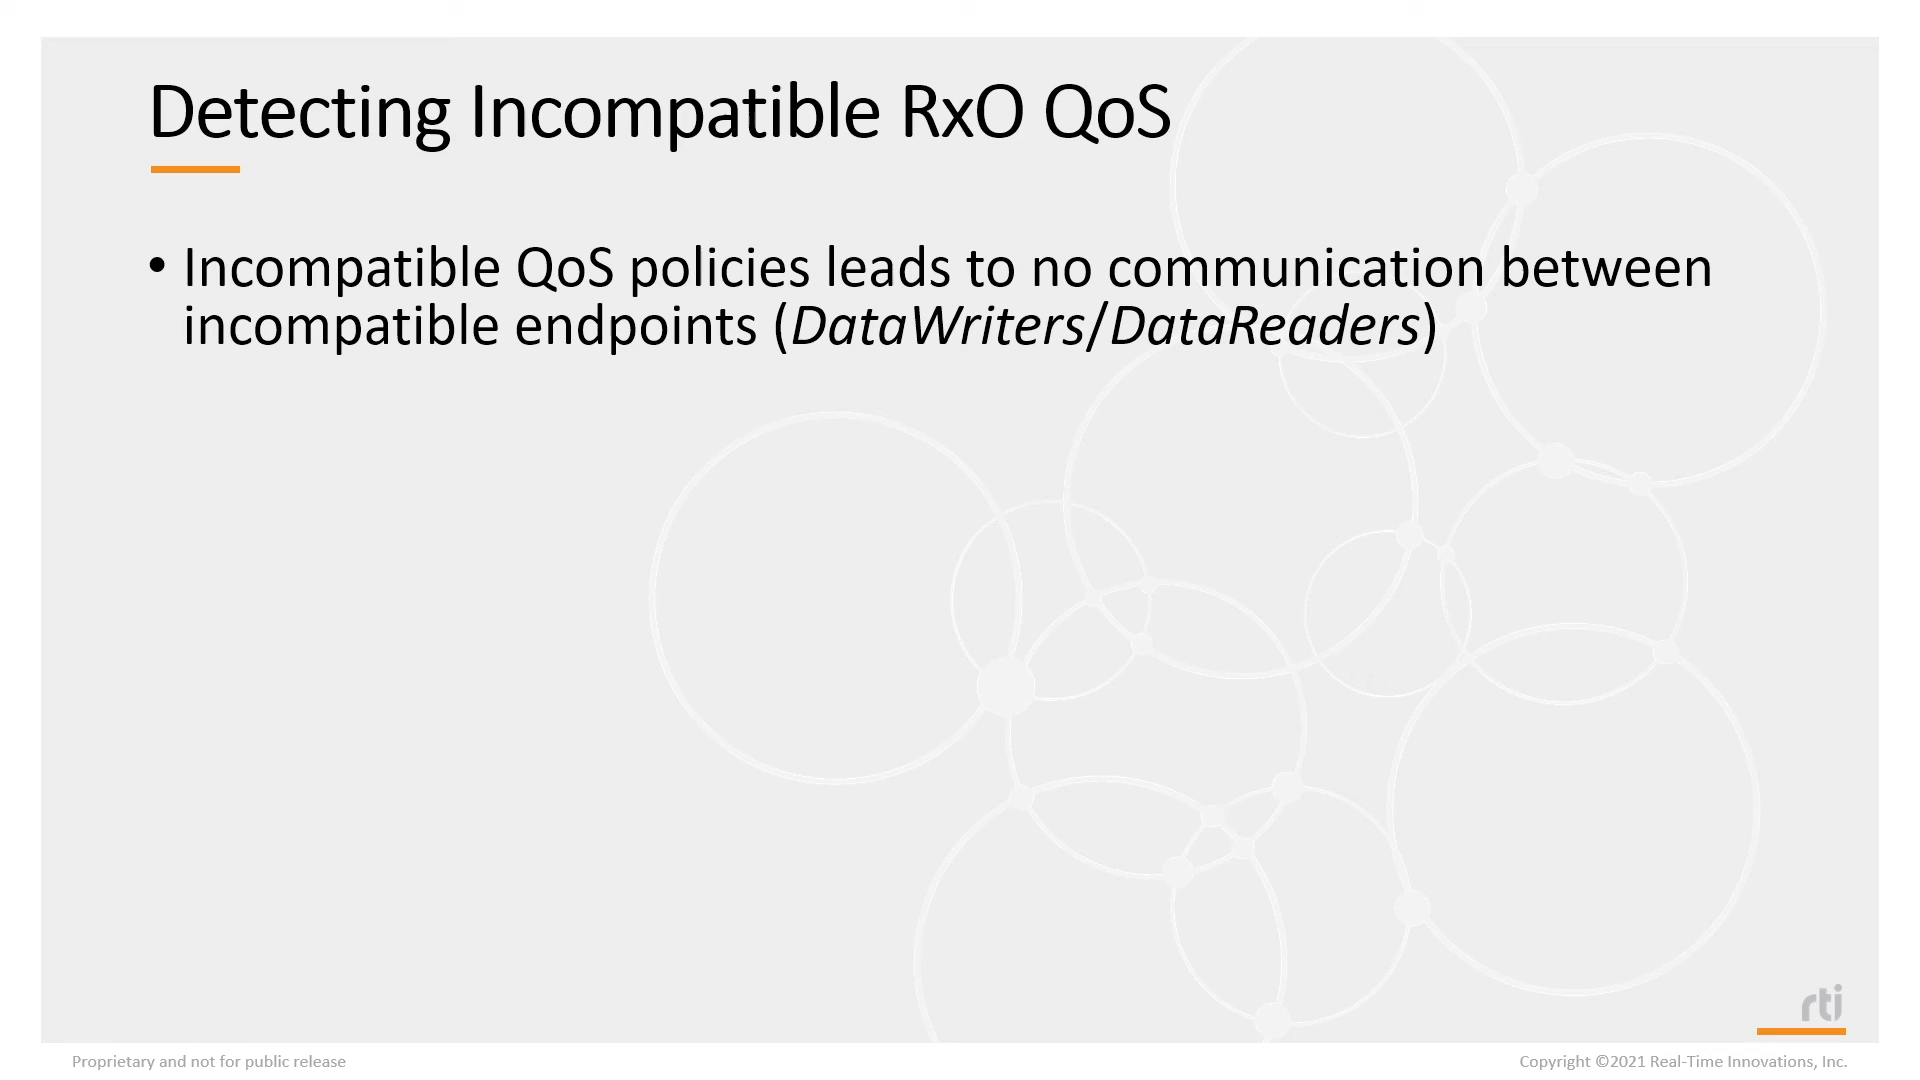 Detecting Incompatible RxO QoS
• Incompatible QoS policies leads to no communication between
incompatible endpoints (DataWriters/DataReaders)
rti
Proprietary and not for public release
Copyright ©2021 Real-Time Innovations, Inc.